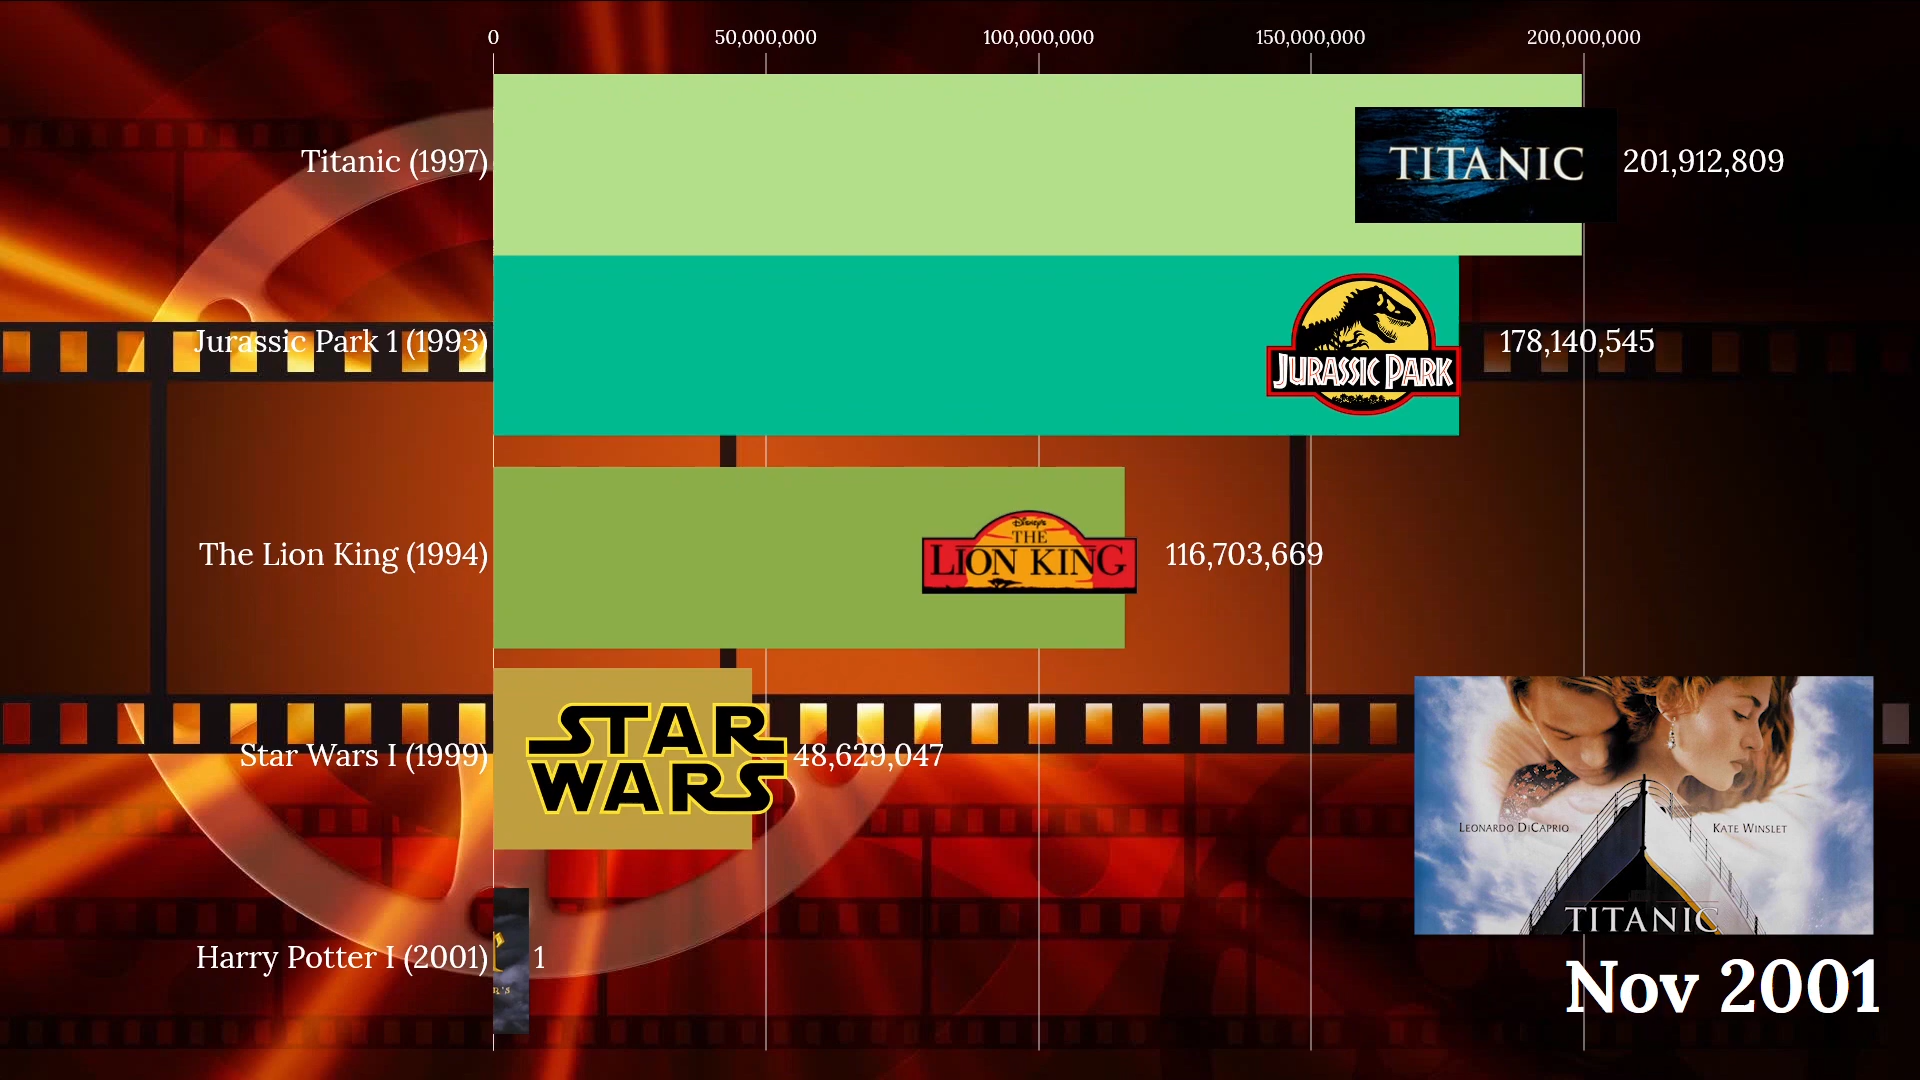 0 50,000,000 100,000,000 150,000,000 200,000,000
Titanic (1997) TITANIC 201,912,809
Jurassic Park 1 (1993) JURASSIC PARK 178,140,545
The Lion King (1994) Disney's THE LION KING 116,703,669
Star Wars I (1999) STAR WARS 48,629,047
LEONARDO DICAPRIO KATE WINSLET
TITANIC
Harry Potter I (2001) 1
Nov 2001